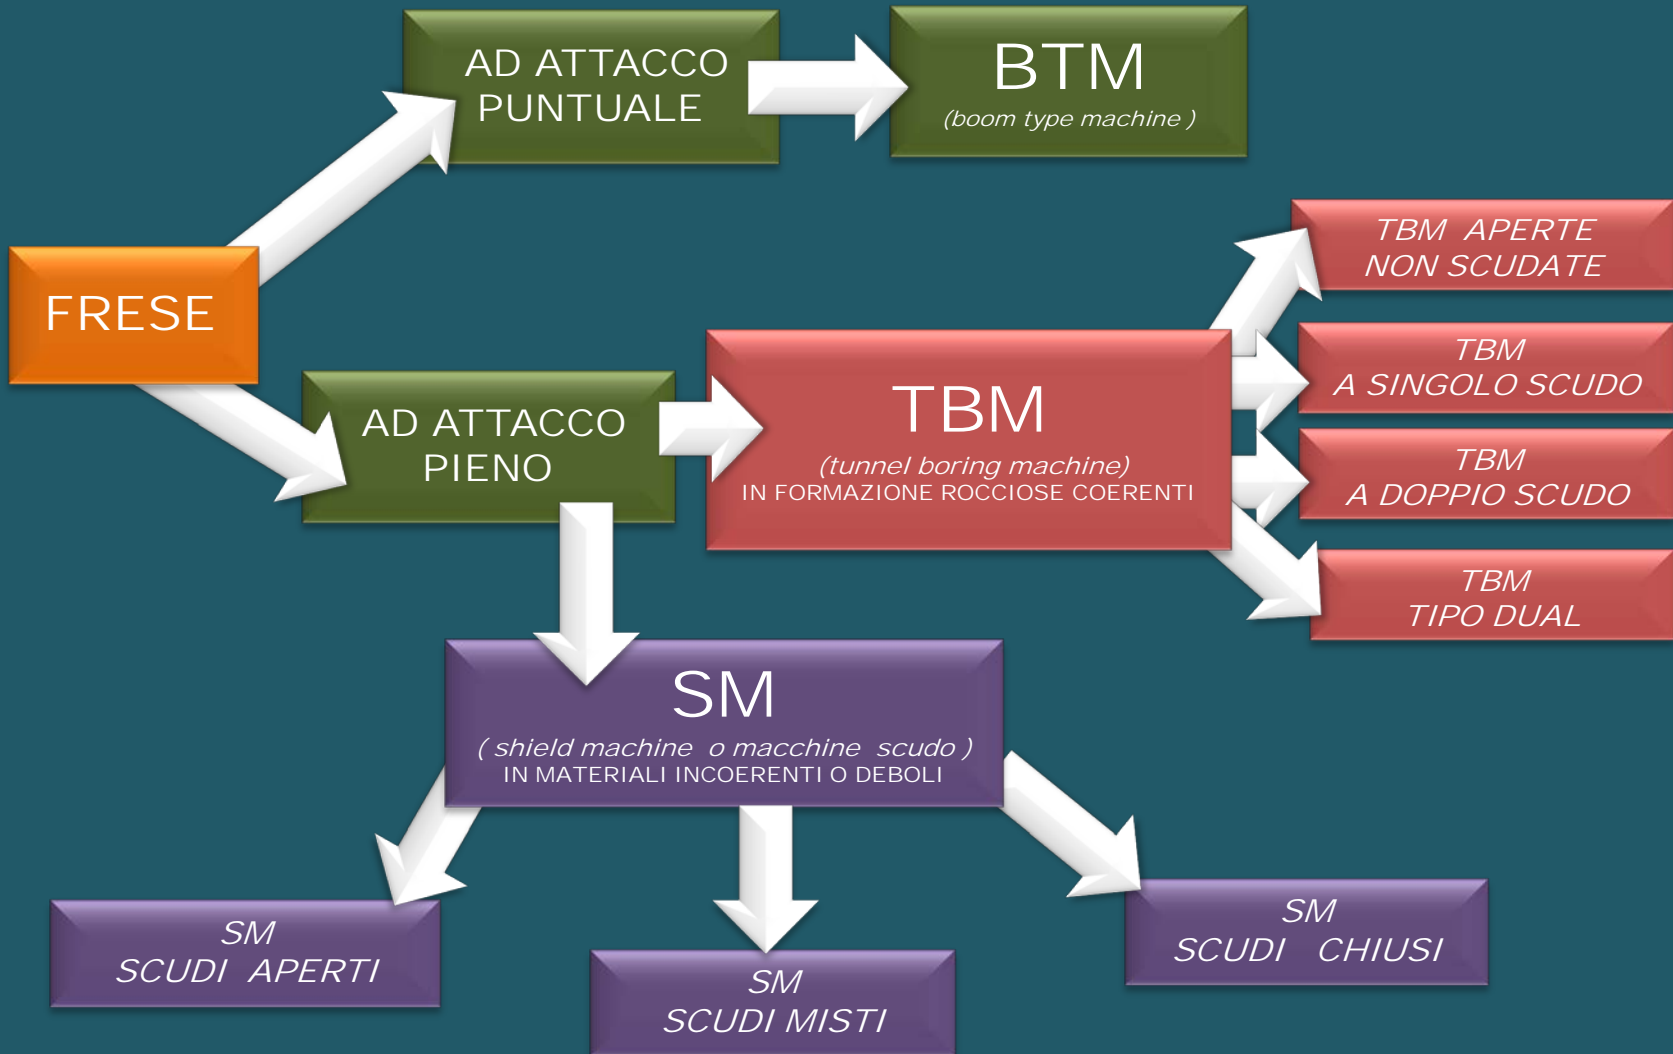 AD ATTACCO
PUNTUALE
BTM
(boom type machine )
FRESE
TBM APERTE
NON SCUDATE
TBM
A SINGOLO SCUDO
AD ATTACCO
PIENO
TBM
(tunnel boring machine)
IN FORMAZIONE ROCCIOSE COERENTI
TBM
A DOPPIO SCUDO
TBM
TIPO DUAL
SM
( shield machine o macchine scudo )
IN MATERIALI INCOERENTI O DEBOLI
SM
SCUDI APERTI
SM
SCUDI MISTI
SM
SCUDI CHIUSI